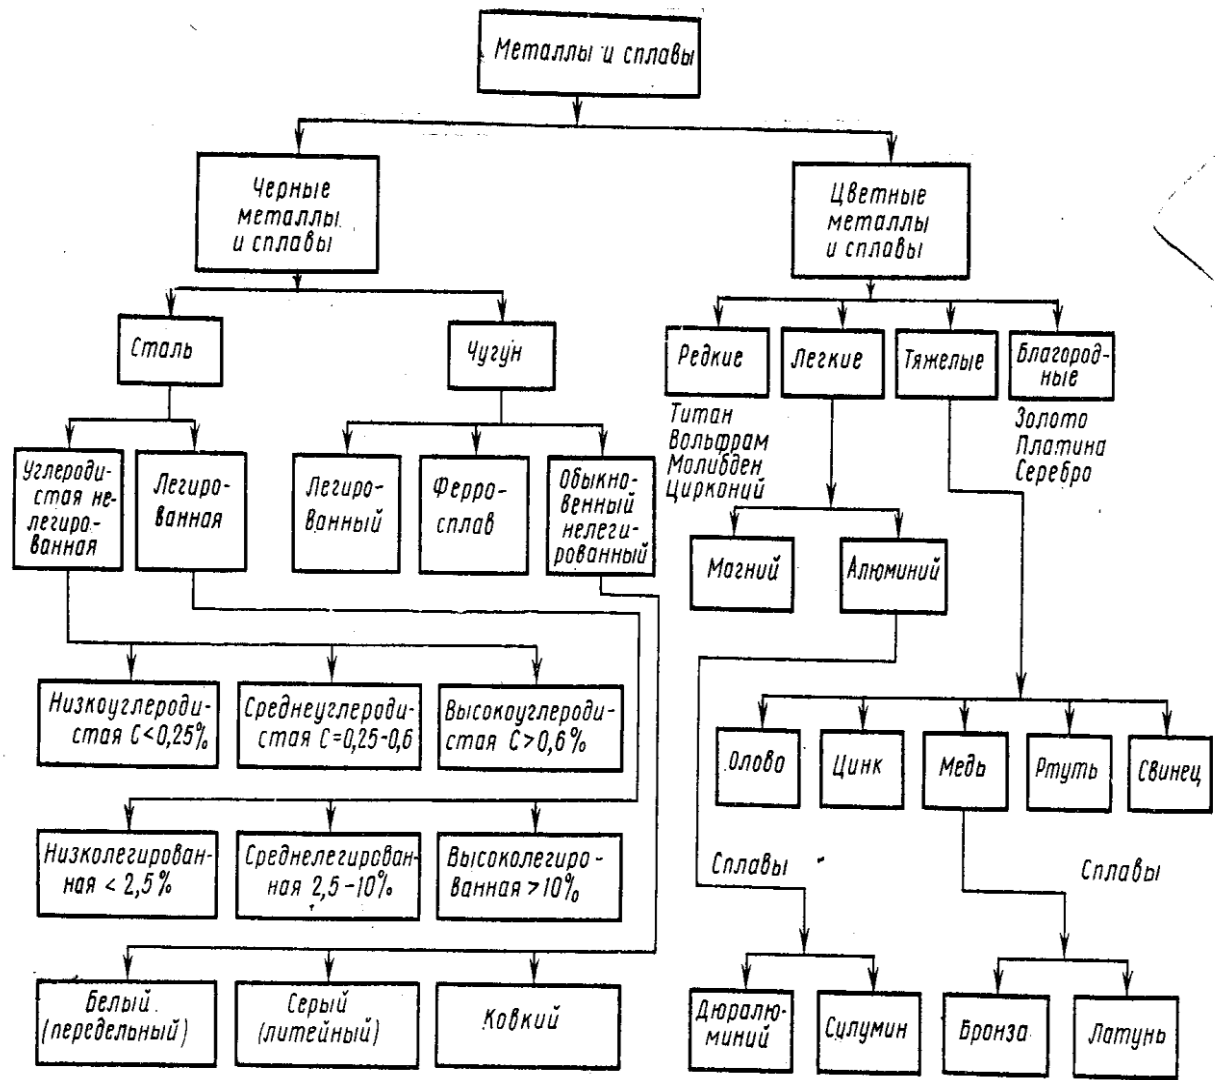 Металлы и сплавы
Черные
металлы
и сплавы
Цветные
металлы
и сплавы
Сталь
Чугун
Редкие
Легкие
Тяжелые
Благород-
ные
Титан
Вольфрам
Молибден
Цирконий
Золото
Платина
Серебро
Углероди-
стая не-
легиро-
ванная
Легиро-
ванная
Легиро-
ванный
Ферро-
сплав
Обыкно-
венный
нелеги-
рованный
Магний
Алюминий
Низкоуглероди-
стая С<0,25%
Среднеуглероди-
стая С=0,25-0,6
Высокоуглероди-
стая С>0,6%
Олово
Цинк
Медь
Ртуть
Свинец
Низколегирован-
ная < 2,5%
Среднелегирован-
ная 2,5-10%
Высоколегиро-
ванная >10%
Сплавы
Сплавы
Белый
(передельный)
Серый
(литейный)
Ковкий
Дюралю-
миний
Силумин
Бронза
Латунь